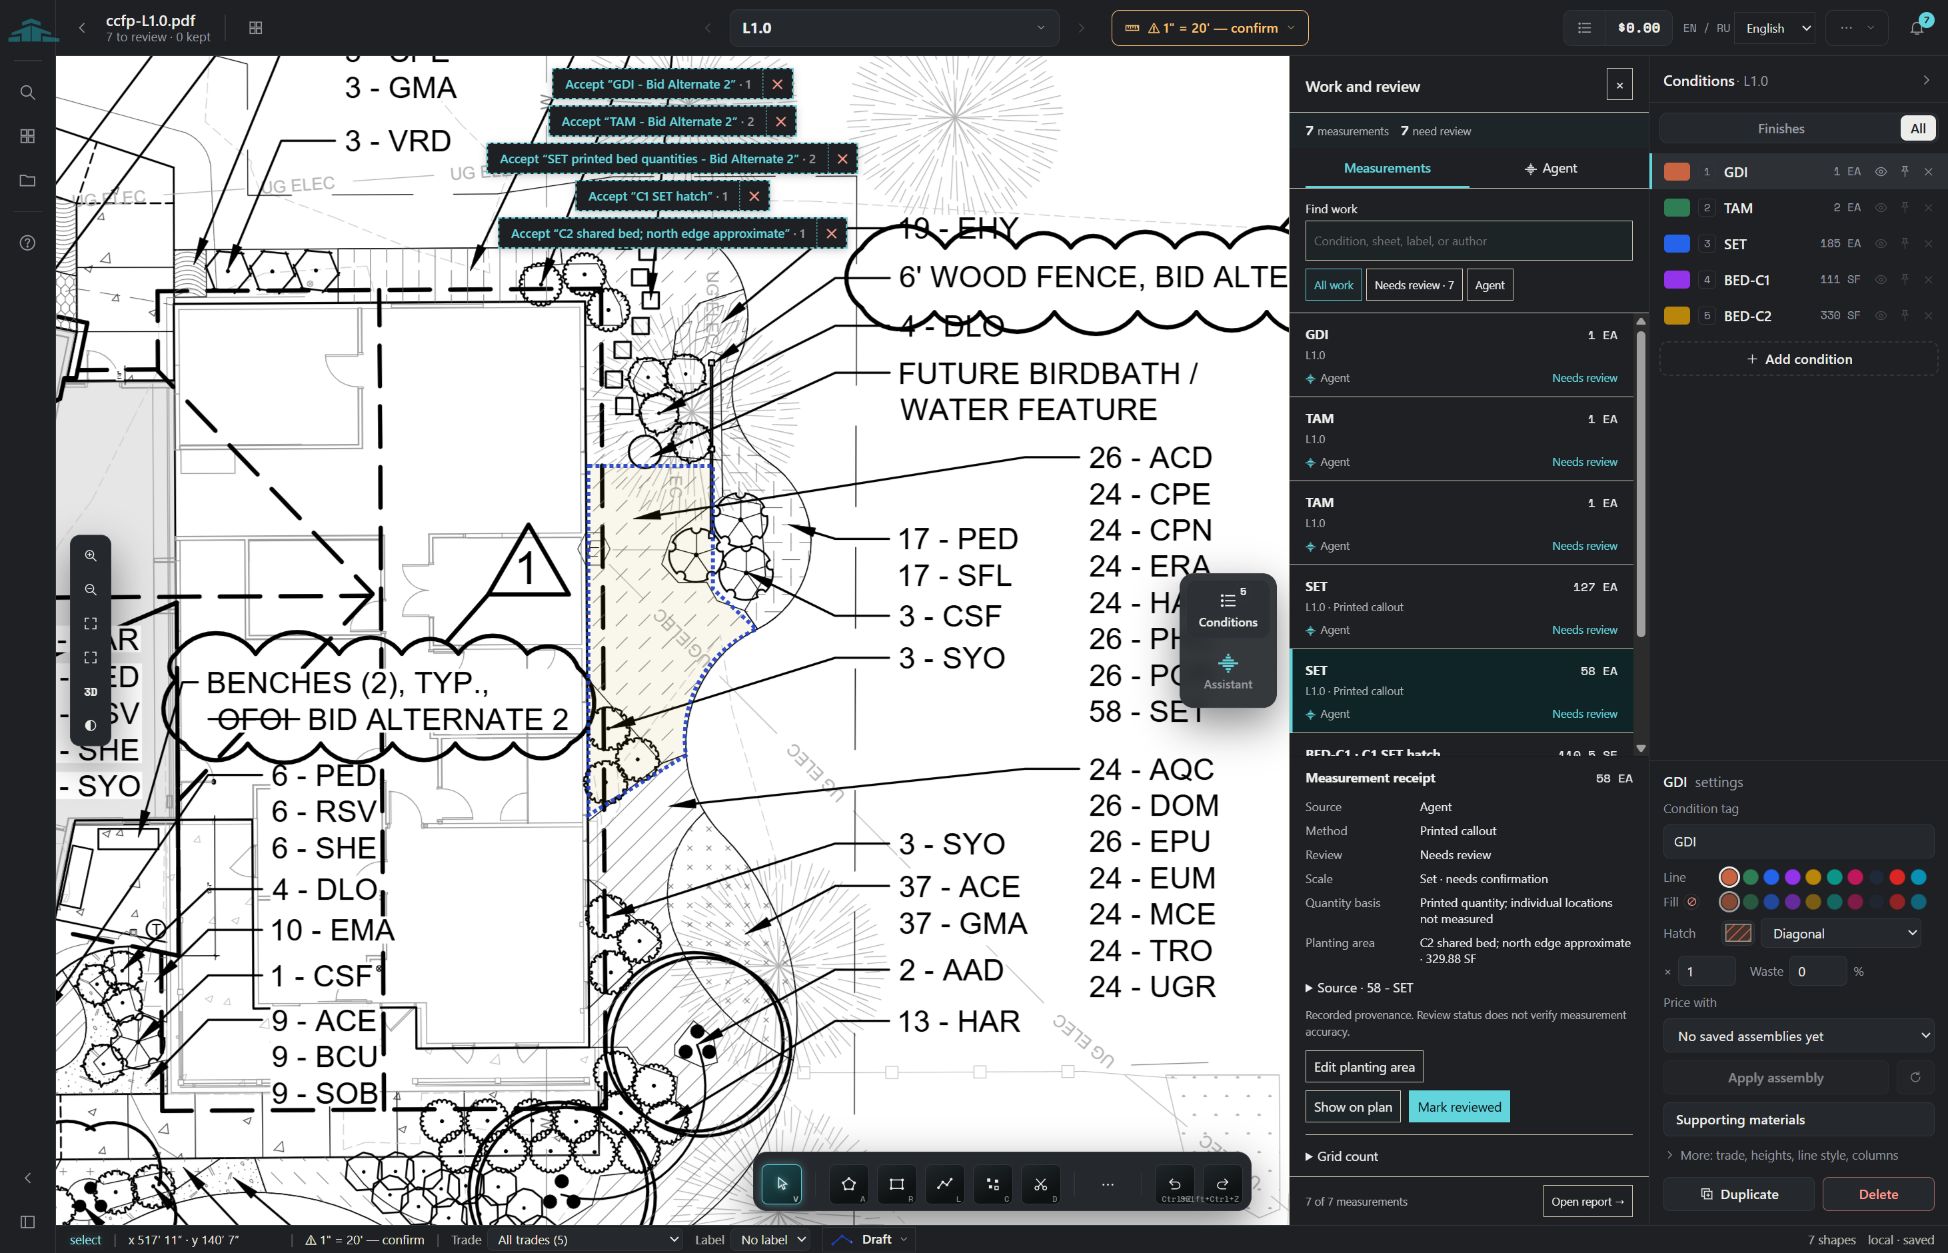 ccfp-L1.0.pdf
7 to review · 0 kept
L1.0
⚠ 1" = 20' — confirm
$0.00
EN / RU
English
7
3 - GMA
3 - VRD
UG ELEC
UG ELEC
Accept "GDI - Bid Alternate 2" · 1
Accept "TAM - Bid Alternate 2" · 2
Accept "SET printed bed quantities - Bid Alternate 2" · 2
Accept "C1 SET hatch" · 1
Accept "C2 shared bed; north edge approximate" · 1
19 - EHY
6' WOOD FENCE, BID ALTE
4 - DLO
FUTURE BIRDBATH /
WATER FEATURE
26 - ACD
24 - CPE
24 - CPN
24 - ERA
17 - PED
17 - SFL
3 - CSF
3 - SYO
58 - SET
1
BENCHES (2), TYP.,
OFOI BID ALTERNATE 2
- SHE
- SYO
6 - PED
6 - RSV
6 - SHE
4 - DLO
10 - EMA
1 - CSF
9 - ACE
9 - BCU
9 - SOB
T
UG ELEC
UGELEC
UG ELEC
UG ELEC
24 - AQC
26 - DOM
26 - EPU
24 - EUM
24 - MCE
24 - TRO
24 - UGR
3 - SYO
37 - ACE
37 - GMA
2 - AAD
13 - HAR
3D
Conditions
5
Assistant
V
A
R
L
C
D
Work and review
7 measurements 7 need review
Measurements
Agent
Find work
Condition, sheet, label, or author
All work
Needs review · 7
Agent
GDI 1 EA
L1.0
Agent Needs review
TAM 1 EA
L1.0
Agent Needs review
TAM 1 EA
L1.0
Agent Needs review
SET 127 EA
L1.0 · Printed callout
Agent Needs review
SET 58 EA
L1.0 · Printed callout
Agent Needs review
BED-C1 · C1 SET hatch 110.5 SF
Measurement receipt 58 EA
Source Agent
Method Printed callout
Review Needs review
Scale Set · needs confirmation
Quantity basis Printed quantity; individual locations
not measured
Planting area C2 shared bed; north edge approximate
· 329.88 SF
Source · 58 - SET
Recorded provenance. Review status does not verify measurement
accuracy.
Edit planting area
Show on plan
Mark reviewed
Grid count
7 of 7 measurements
Open report →
Conditions · L1.0
Finishes
All
1 GDI 1 EA
2 TAM 2 EA
3 SET 185 EA
4 BED-C1 111 SF
5 BED-C2 330 SF
+ Add condition
GDI settings
Condition tag
GDI
Line
Fill
Hatch Diagonal
× 1 Waste 0 %
Price with
No saved assemblies yet
Apply assembly
Supporting materials
More: trade, heights, line style, columns
Duplicate
Delete
select
x 517' 11" · y 140' 7"
⚠ 1" = 20' — confirm
Trade All trades (5)
Label No label
Draft
7 shapes local · saved